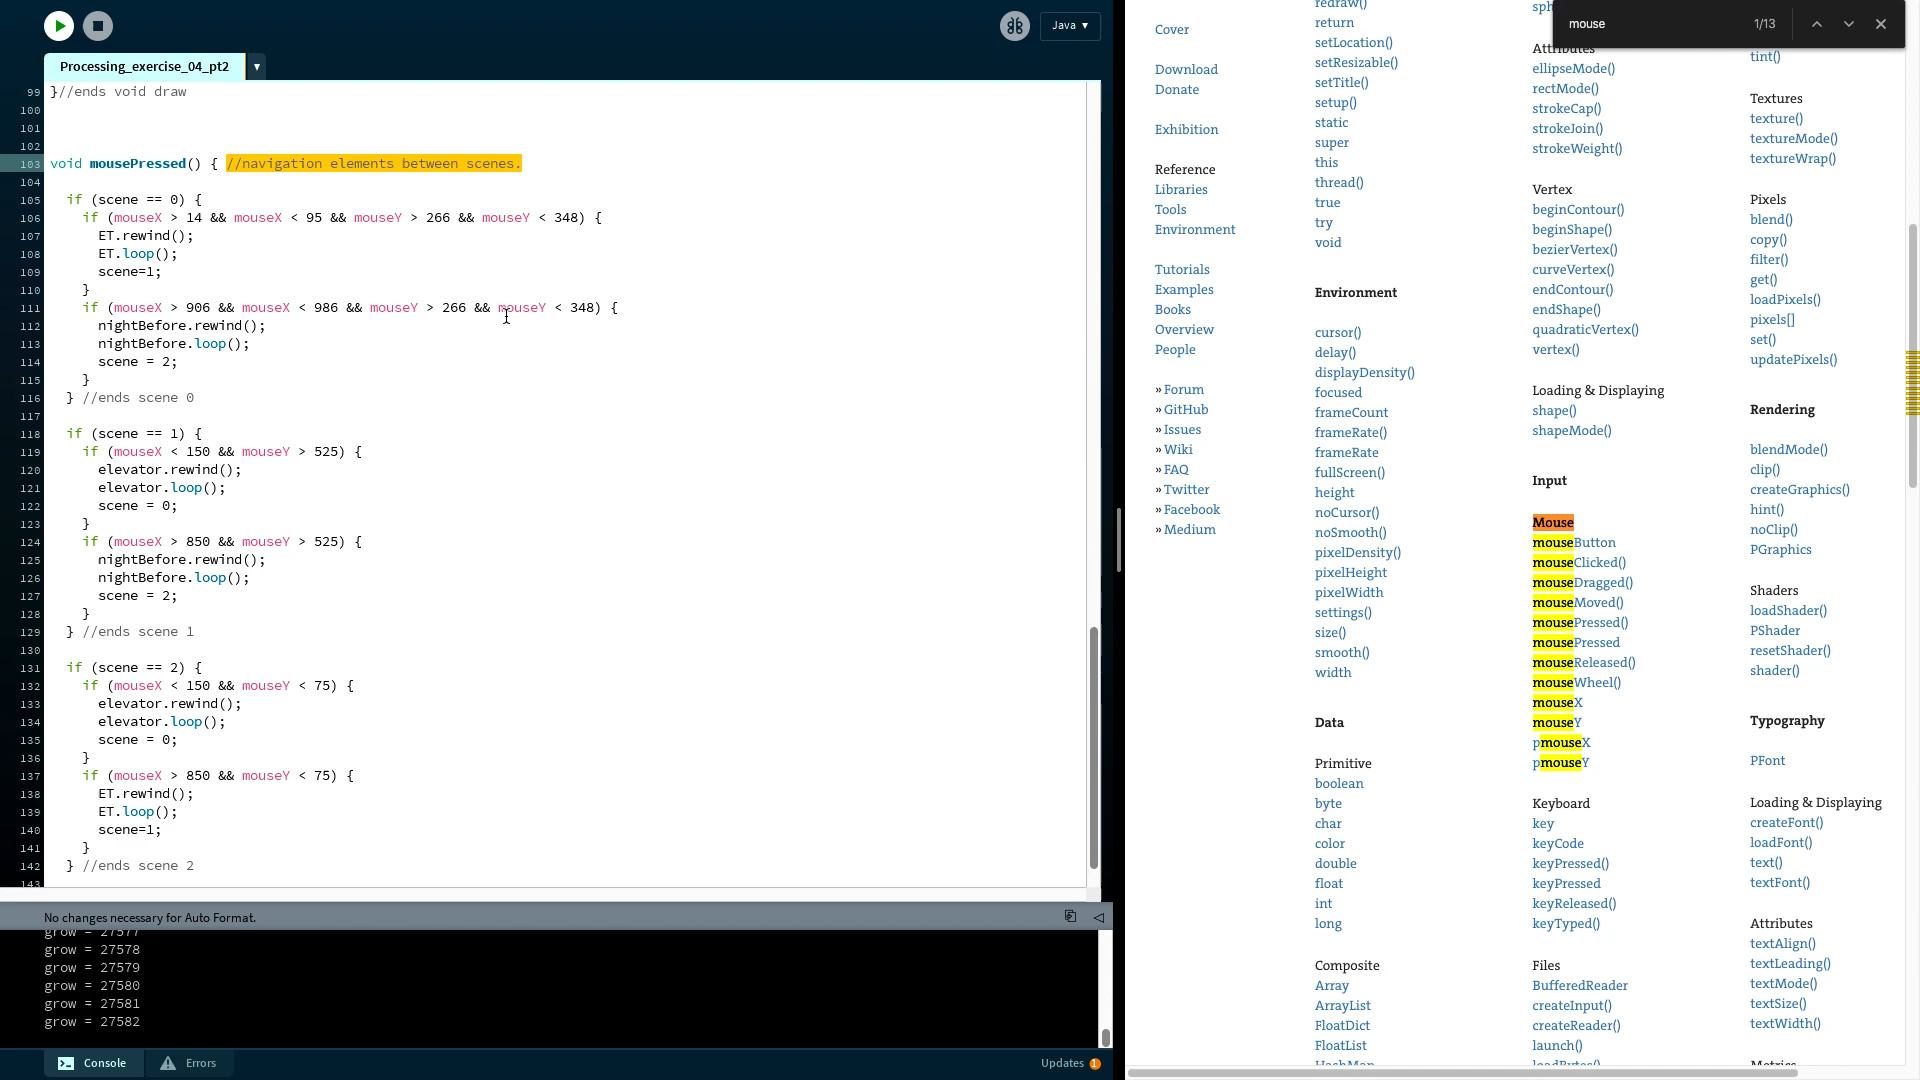 Java ▾
Processing_exercise_04_pt2 ▾
99 }//ends void draw
100
101
102
103 void mousePressed() { //navigation elements between scenes.
104
105 if (scene == 0) {
106 if (mouseX > 14 && mouseX < 95 && mouseY > 266 && mouseY < 348) {
107 ET.rewind();
108 ET.loop();
109 scene=1;
110 }
111 if (mouseX > 906 && mouseX < 986 && mouseY > 266 && mouseY < 348) {
112 nightBefore.rewind();
113 nightBefore.loop();
114 scene = 2;
115 }
116 } //ends scene 0
117
118 if (scene == 1) {
119 if (mouseX < 150 && mouseY > 525) {
120 elevator.rewind();
121 elevator.loop();
122 scene = 0;
123 }
124 if (mouseX > 850 && mouseY > 525) {
125 nightBefore.rewind();
126 nightBefore.loop();
127 scene = 2;
128 }
129 } //ends scene 1
130
131 if (scene == 2) {
132 if (mouseX < 150 && mouseY < 75) {
133 elevator.rewind();
134 elevator.loop();
135 scene = 0;
136 }
137 if (mouseX > 850 && mouseY < 75) {
138 ET.rewind();
139 ET.loop();
140 scene=1;
141 }
142 } //ends scene 2
143
No changes necessary for Auto Format.
grow = 27577
grow = 27578
grow = 27579
grow = 27580
grow = 27581
grow = 27582
Console
Errors
Updates 1
Cover
Download
Donate
Exhibition
Reference
Libraries
Tools
Environment
Tutorials
Examples
Books
Overview
People
» Forum
» GitHub
» Issues
» Wiki
» FAQ
» Twitter
» Facebook
» Medium
redraw()
return
setLocation()
setResizable()
setTitle()
setup()
static
super
this
thread()
true
try
void
Environment
cursor()
delay()
displayDensity()
focused
frameCount
frameRate()
frameRate
fullScreen()
height
noCursor()
noSmooth()
pixelDensity()
pixelHeight
pixelWidth
settings()
size()
smooth()
width
Data
Primitive
boolean
byte
char
color
double
float
int
long
Composite
Array
ArrayList
FloatDict
FloatList
HashMap
mouse 1/13
Attributes
ellipseMode()
rectMode()
strokeCap()
strokeJoin()
strokeWeight()
Vertex
beginContour()
beginShape()
bezierVertex()
curveVertex()
endContour()
endShape()
quadraticVertex()
vertex()
Loading & Displaying
shape()
shapeMode()
Input
Mouse
mouseButton
mouseClicked()
mouseDragged()
mouseMoved()
mousePressed()
mousePressed
mouseReleased()
mouseWheel()
mouseX
mouseY
pmouseX
pmouseY
Keyboard
key
keyCode
keyPressed()
keyPressed
keyReleased()
keyTyped()
Files
BufferedReader
createInput()
createReader()
launch()
loadBytes()
tint()
Textures
texture()
textureMode()
textureWrap()
Pixels
blend()
copy()
filter()
get()
loadPixels()
pixels[]
set()
updatePixels()
Rendering
blendMode()
clip()
createGraphics()
hint()
noClip()
PGraphics
Shaders
loadShader()
PShader
resetShader()
shader()
Typography
PFont
Loading & Displaying
createFont()
loadFont()
text()
textFont()
Attributes
textAlign()
textLeading()
textMode()
textSize()
textWidth()
Metrics